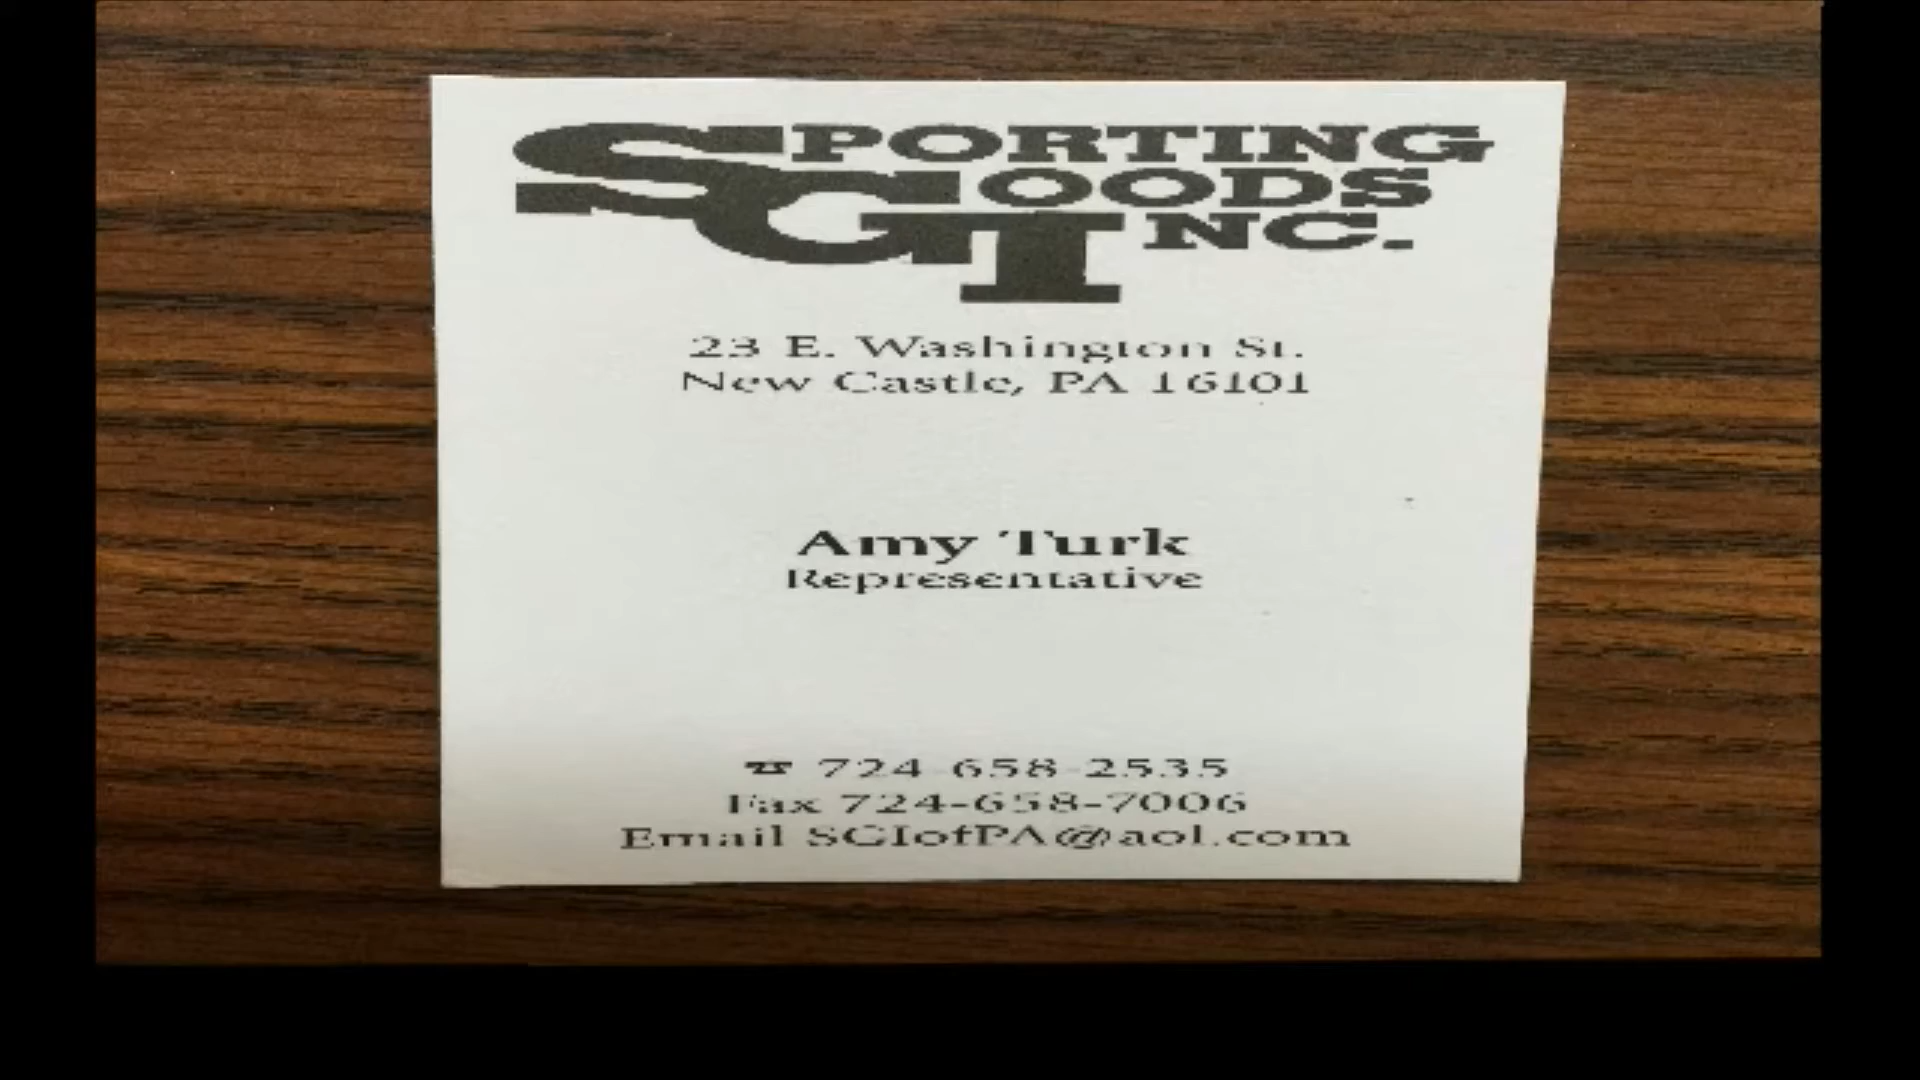 SPORTING
GOODS
INC.
23 E. Washington St.
New Castle, PA 16101
Amy Turk
Representative
☎ 724-658-2535
Fax 724-658-7006
Email SGIofPA@aol.com